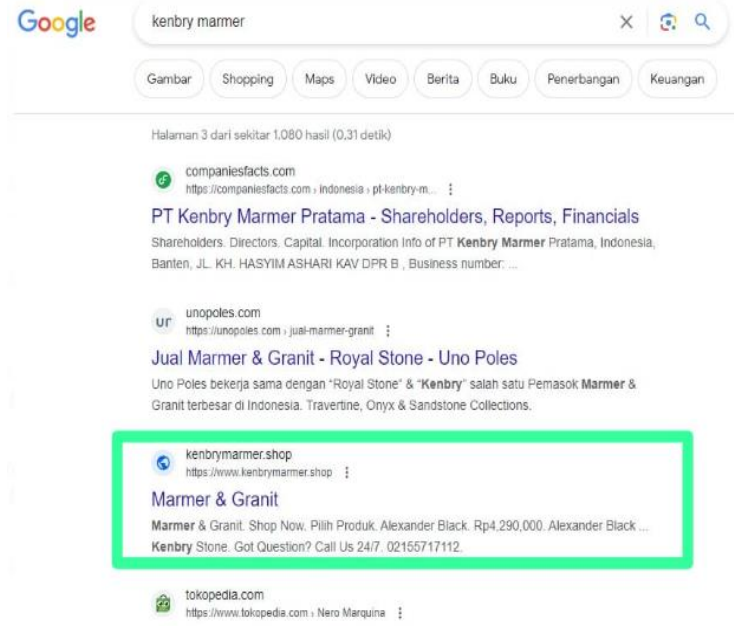 Google
kenbry marmer
Gambar Shopping Maps Video Berita Buku Penerbangan Keuangan
Halaman 3 dari sekitar 1.080 hasil (0,31 detik)
companiesfacts.com
https://companiesfacts.com › indonesia › pt-kenbry-m...
PT Kenbry Marmer Pratama - Shareholders, Reports, Financials
Shareholders. Directors. Capital. Incorporation Info of PT Kenbry Marmer Pratama, Indonesia,
Banten, JL. KH. HASYIM ASHARI KAV DPR B , Business number: ...
ur
unopoles.com
https://unopoles.com › jual-marmer-granit
Jual Marmer & Granit - Royal Stone - Uno Poles
Uno Poles bekerja sama dengan "Royal Stone" & "Kenbry" salah satu Pemasok Marmer &
Granit terbesar di Indonesia. Travertine, Onyx & Sandstone Collections.
kenbrymarmer.shop
https://www.kenbrymarmer.shop
Marmer & Granit
Marmer & Granit. Shop Now. Pilih Produk. Alexander Black. Rp4,290,000. Alexander Black ...
Kenbry Stone. Got Question? Call Us 24/7. 02155717112.
tokopedia.com
https://www.tokopedia.com › Nero Marquina